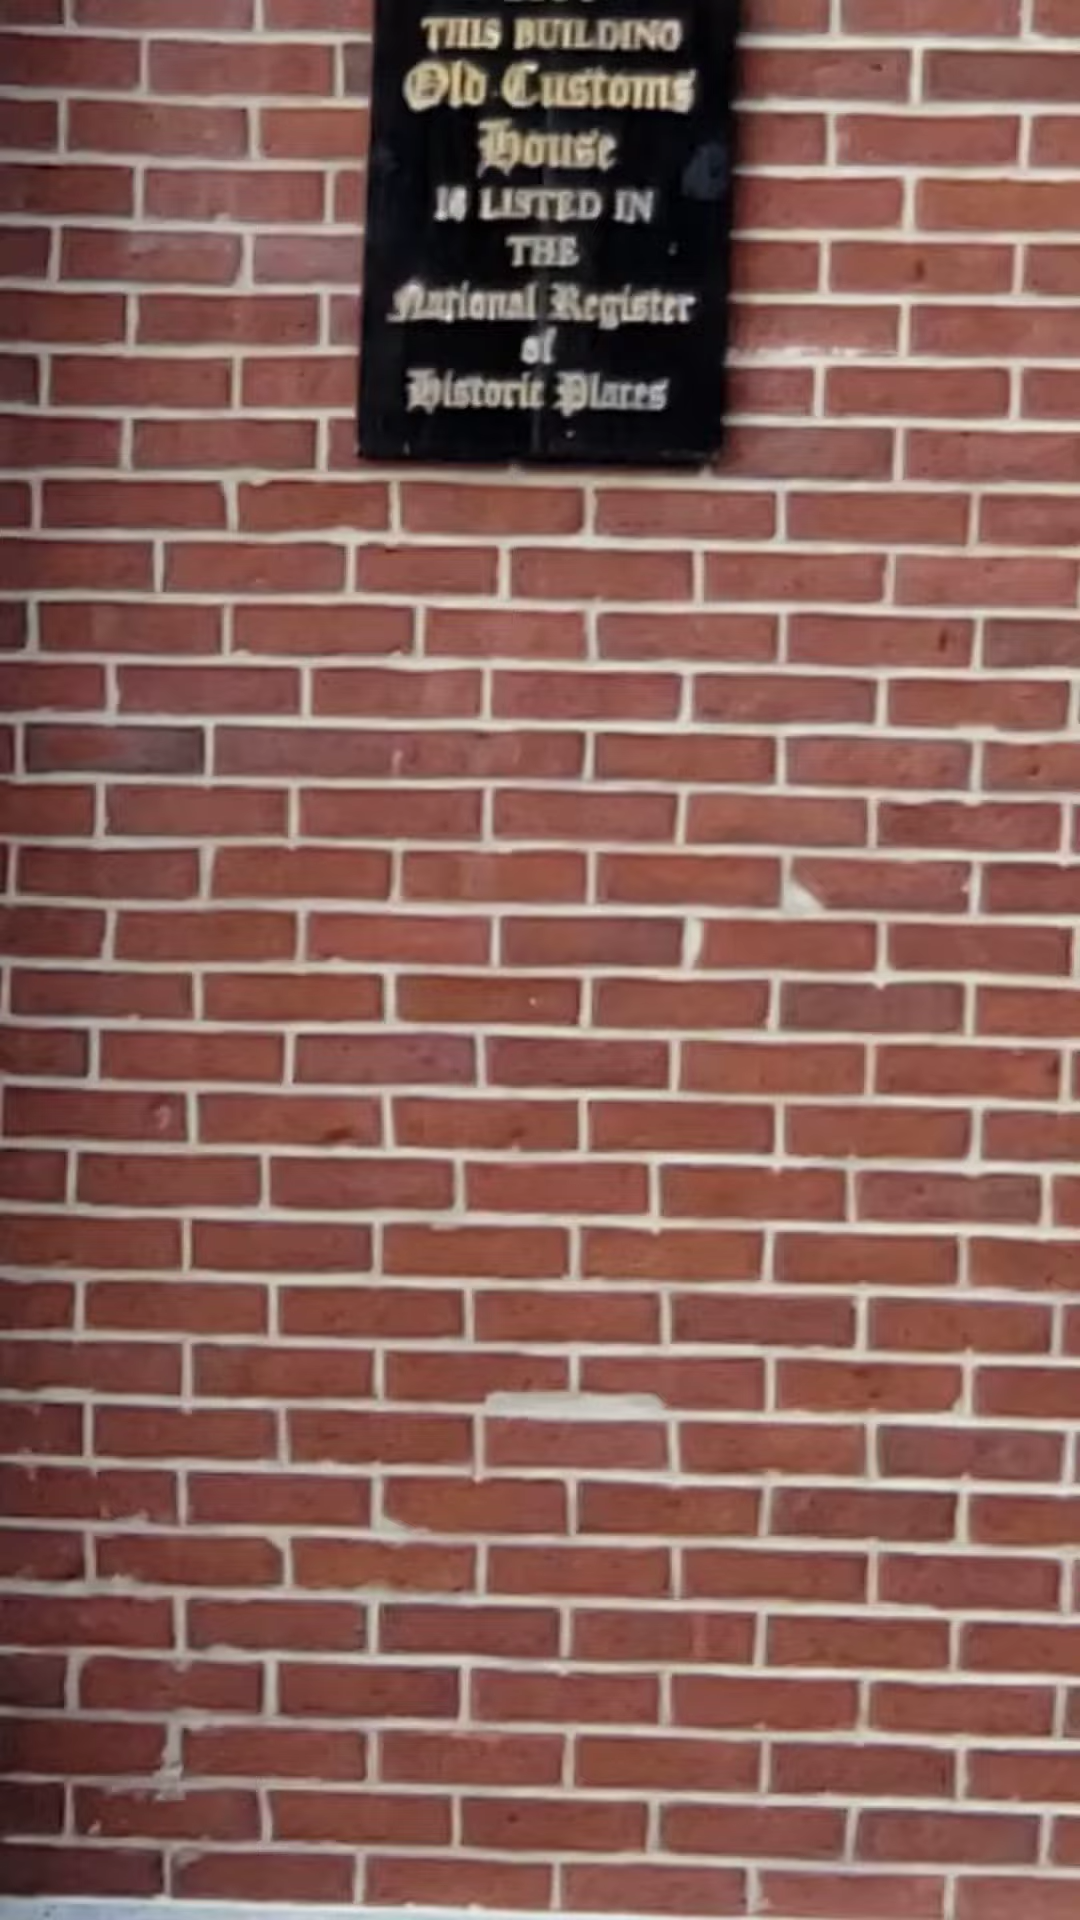 THIS BUILDING
Old Customs
House
IS LISTED IN
THE
National Register
of
Historic Places